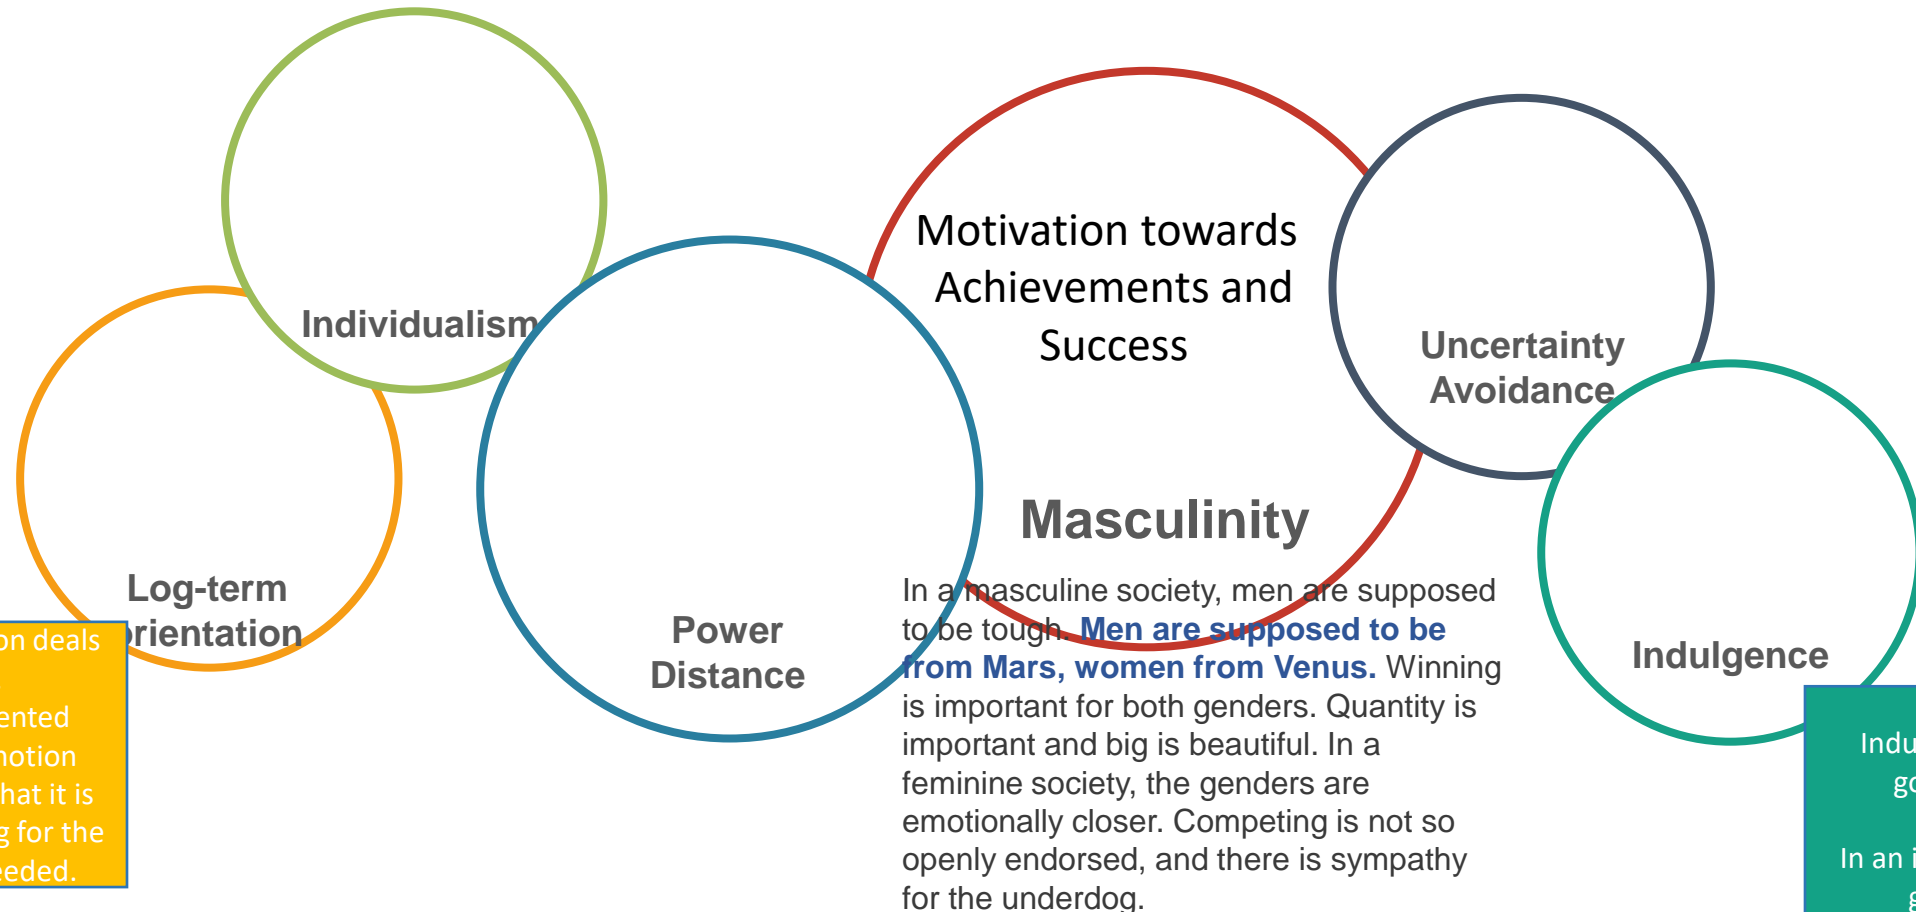 Individualism
Motivation towards
Achievements and
Success
Uncertainty
Avoidance
Masculinity
Log-term
orientation
Power
Distance
Indulgence
In a masculine society, men are supposed
to be tough. Men are supposed to be
from Mars, women from Venus. Winning
is important for both genders. Quantity is
important and big is beautiful. In a
feminine society, the genders are
emotionally closer. Competing is not so
openly endorsed, and there is sympathy
for the underdog.
on deals
ented
notion
that it is
g for the
eeded.
Indu
go
In an i
g